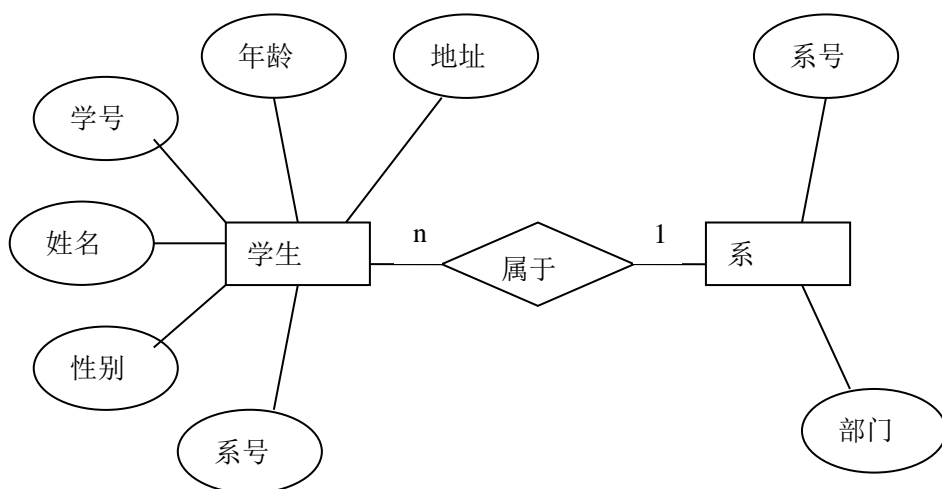 年龄
地址
系号
学号
姓名
学生
n
属于
1
系
性别
系号
部门